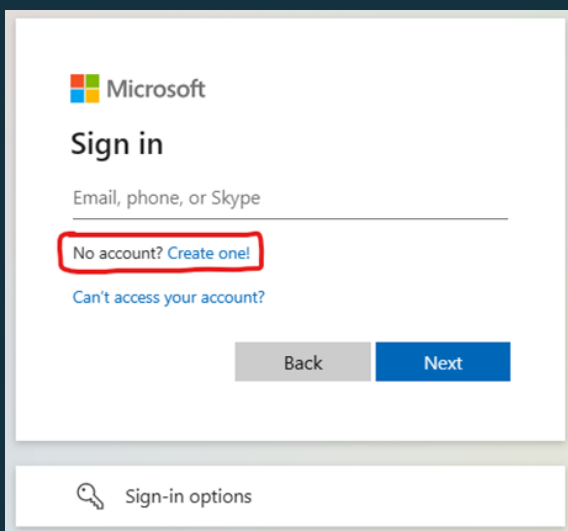 Microsoft
Sign in
Email, phone, or Skype
No account? Create one!
Can't access your account?
Back Next
Sign-in options